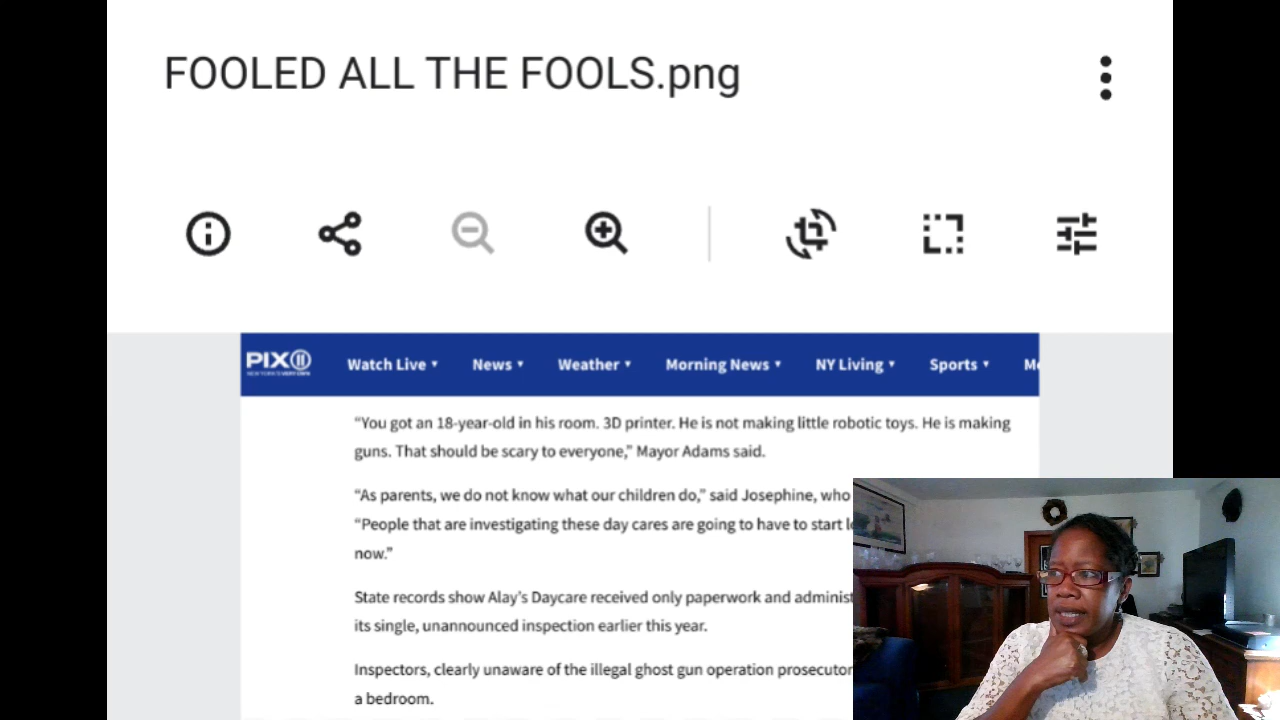 FOOLED ALL THE FOOLS.png
PIX11 Watch Live News Weather Morning News NY Living Sports
NEW YORK'S VERY OWN
“You got an 18-year-old in his room. 3D printer. He is not making little robotic toys. He is making
guns. That should be scary to everyone,” Mayor Adams said.
“As parents, we do not know what our children do,” said Josephine, who
“People that are investigating these day cares are going to have to start
now.”
State records show Alay’s Daycare received only paperwork and
its single, unannounced inspection earlier this year.
Inspectors, clearly unaware of the illegal ghost gun operation
a bedroom.